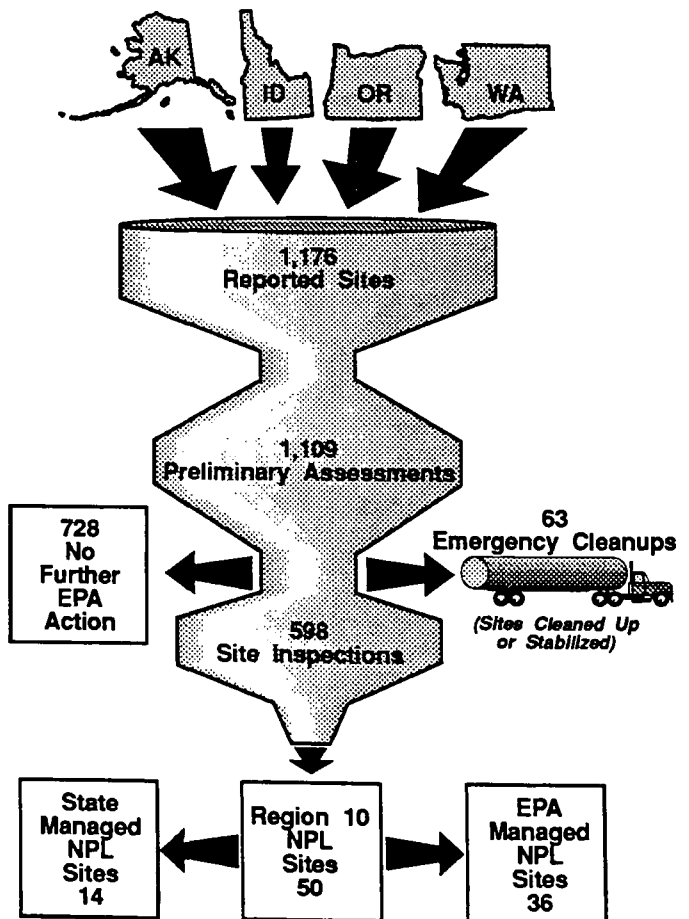 AK
ID
OR
WA
1,176
Reported Sites
1,109
Preliminary Assessments
728
No
Further
EPA
Action
63
Emergency Cleanups
(Sites Cleaned Up
or Stabilized)
598
Site Inspections
State
Managed
NPL
Sites
14
Region 10
NPL
Sites
50
EPA
Managed
NPL
Sites
36